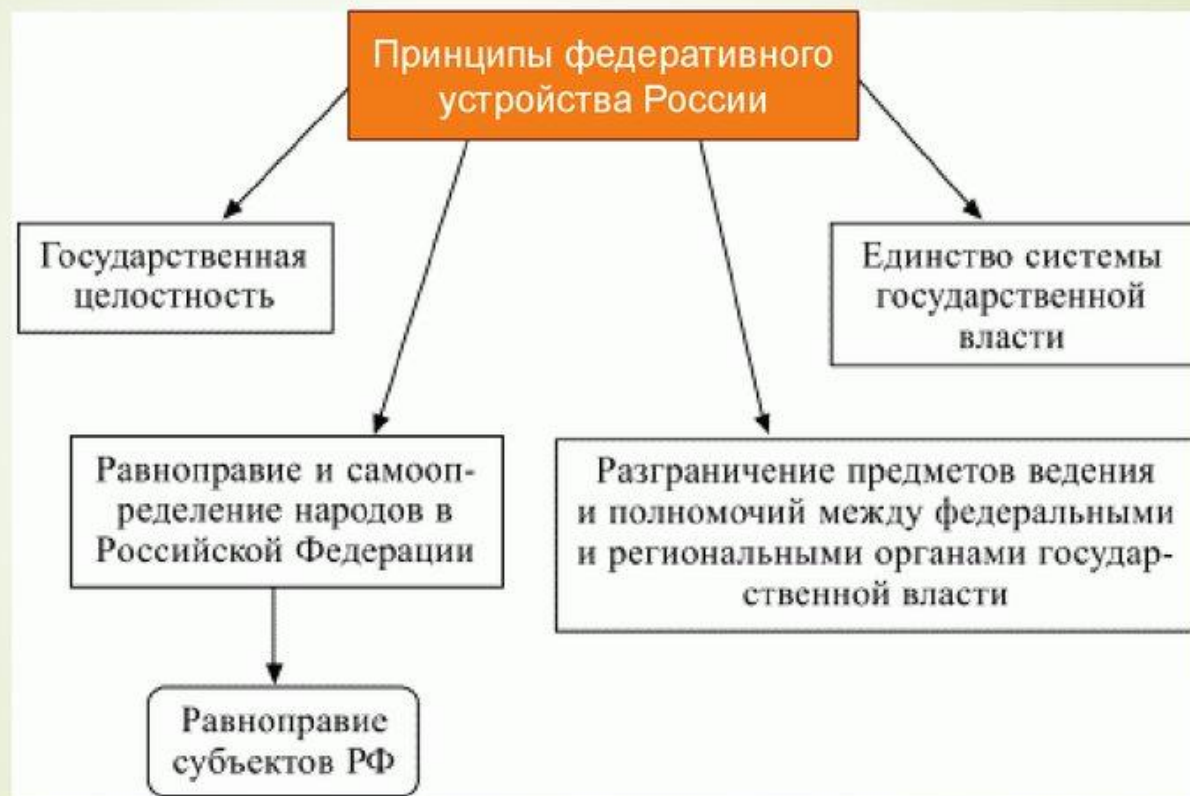 Принципы федеративного
устройства России
Государственная
целостность
Единство системы
государственной
власти
Равноправие и самооп-
ределение народов в
Российской Федерации
Разграничение предметов ведения
и полномочий между федеральными
и региональными органами государ-
ственной власти
Равноправие
субъектов РФ